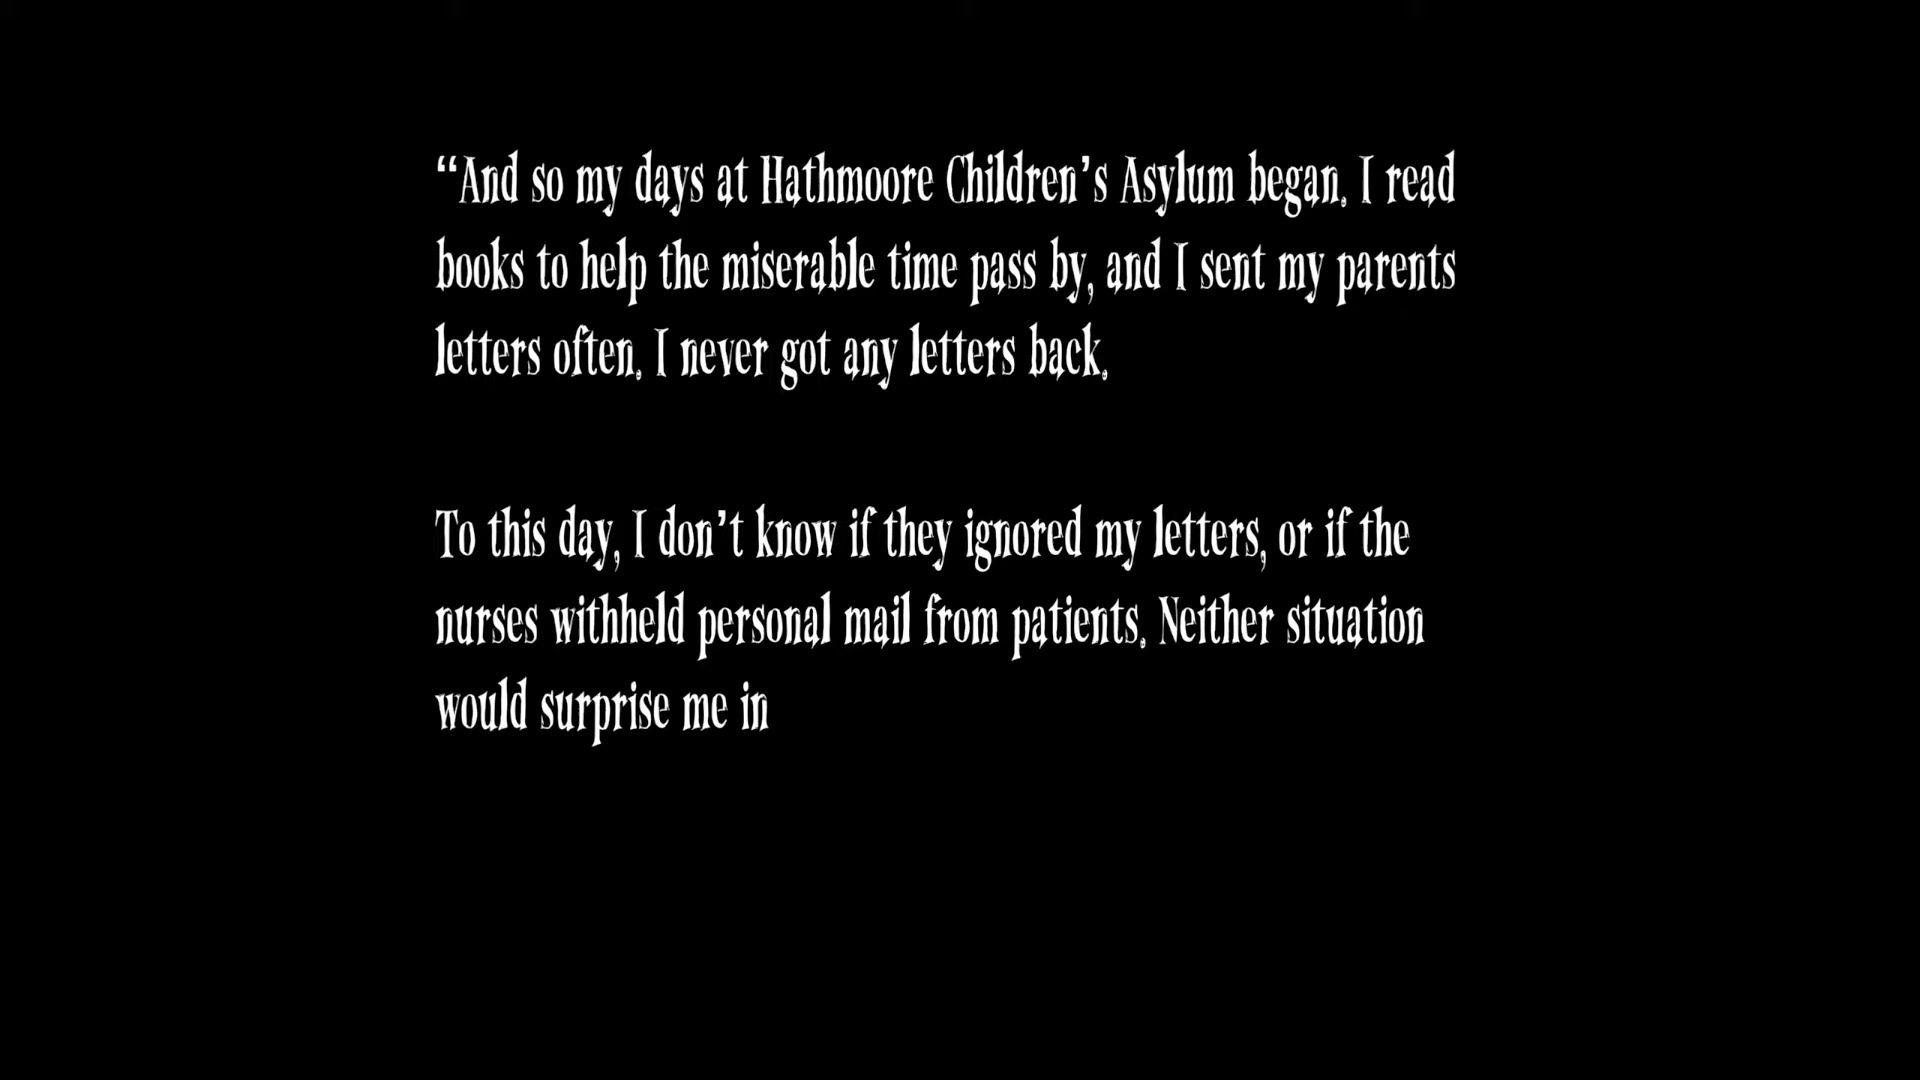 “And so my days at Hathmoore Children’s Asylum began. I read
books to help the miserable time pass by, and I sent my parents
letters often. I never got any letters back.
To this day, I don’t know if they ignored my letters, or if the
nurses withheld personal mail from patients. Neither situation
would surprise me in